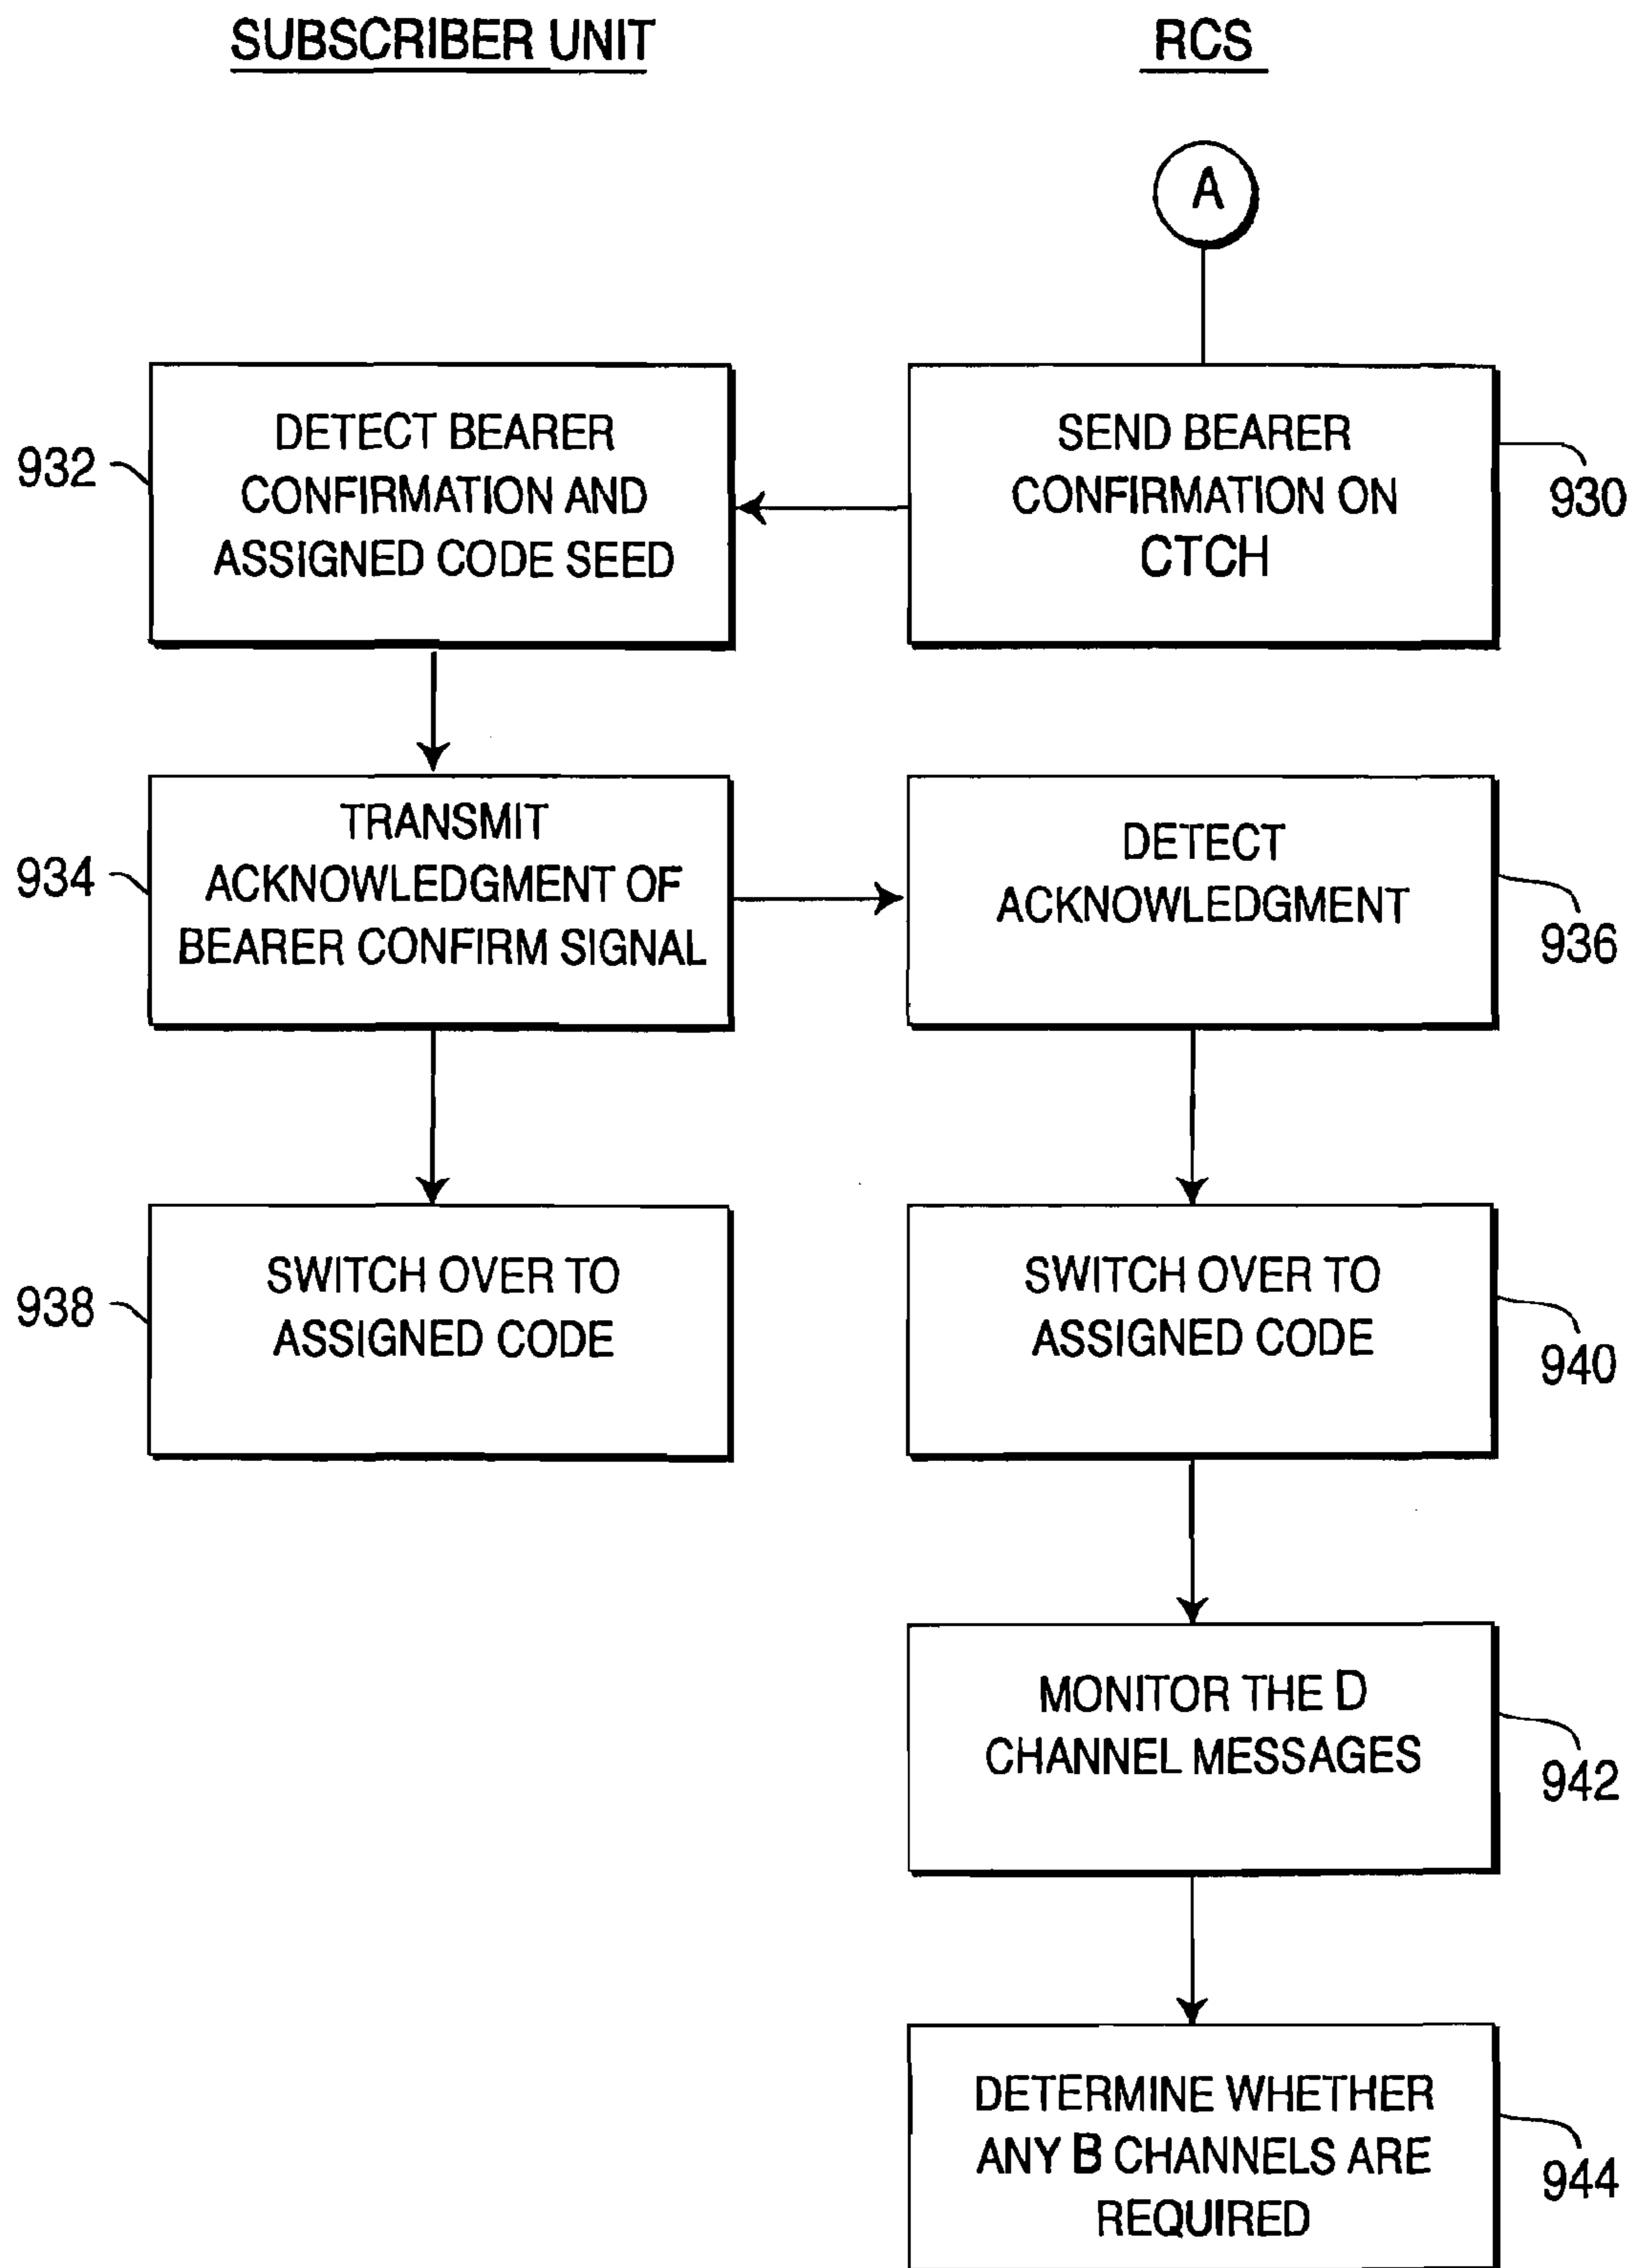 SUBSCRIBER UNIT
RCS
A
932
DETECT BEARER
CONFIRMATION AND
ASSIGNED CODE SEED
SEND BEARER
CONFIRMATION ON
CTCH
930
934
TRANSMIT
ACKNOWLEDGMENT OF
BEARER CONFIRM SIGNAL
DETECT
ACKNOWLEDGMENT
936
938
SWITCH OVER TO
ASSIGNED CODE
SWITCH OVER TO
ASSIGNED CODE
940
MONITOR THE D
CHANNEL MESSAGES
942
DETERMINE WHETHER
ANY B CHANNELS ARE
REQUIRED
944